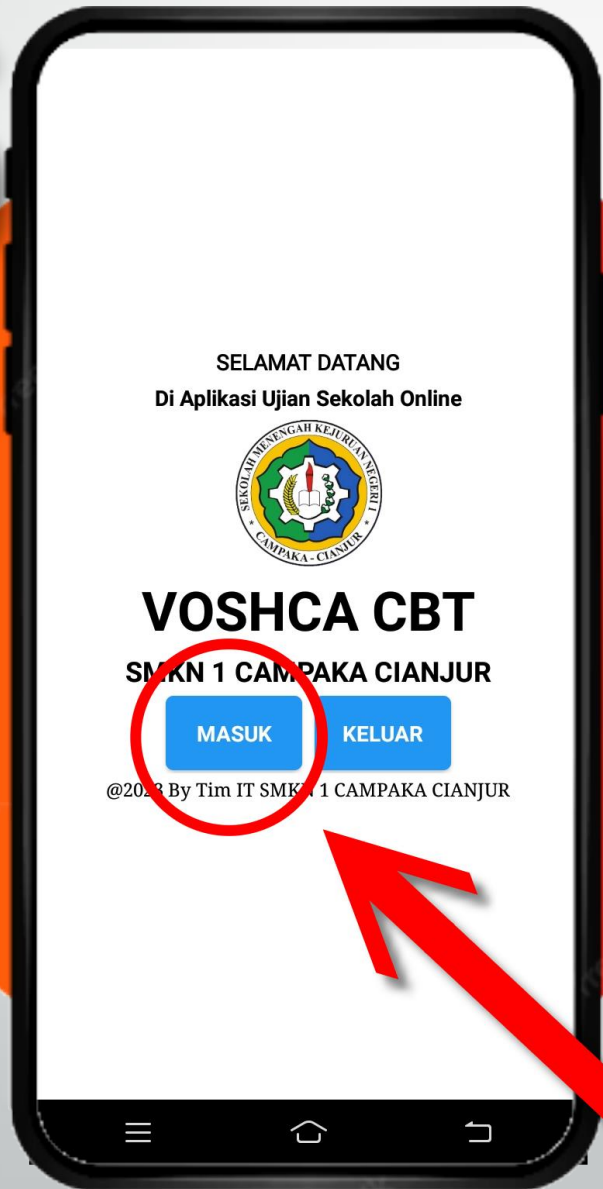 SELAMAT DATANG
Di Aplikasi Ujian Sekolah Online
SEKOLAH MENENGAH KEJURUAN NEGERI 1
* CAMPAKA - CIANJUR *
VOSHCA CBT
SMKN 1 CAMPAKA CIANJUR
MASUK KELUAR
@2023 By Tim IT SMKN 1 CAMPAKA CIANJUR